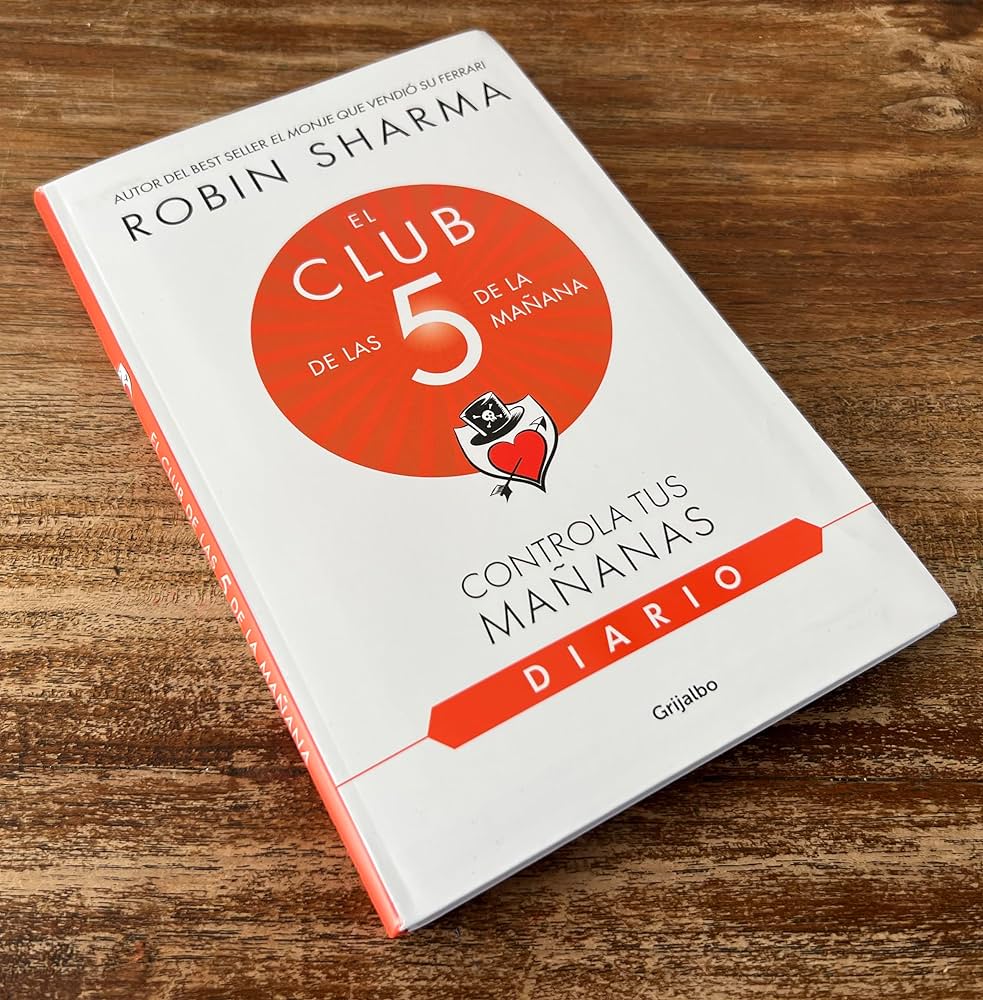 AUTOR DEL BEST SELLER EL MONJE QUE VENDIÓ SU FERRARI
ROBIN SHARMA
EL
CLUB
DE LAS 5 DE LA
MAÑANA
CONTROLA TUS
MAÑANAS
DIARIO
Grijalbo
EL CLUB DE LAS 5 DE LA MAÑANA